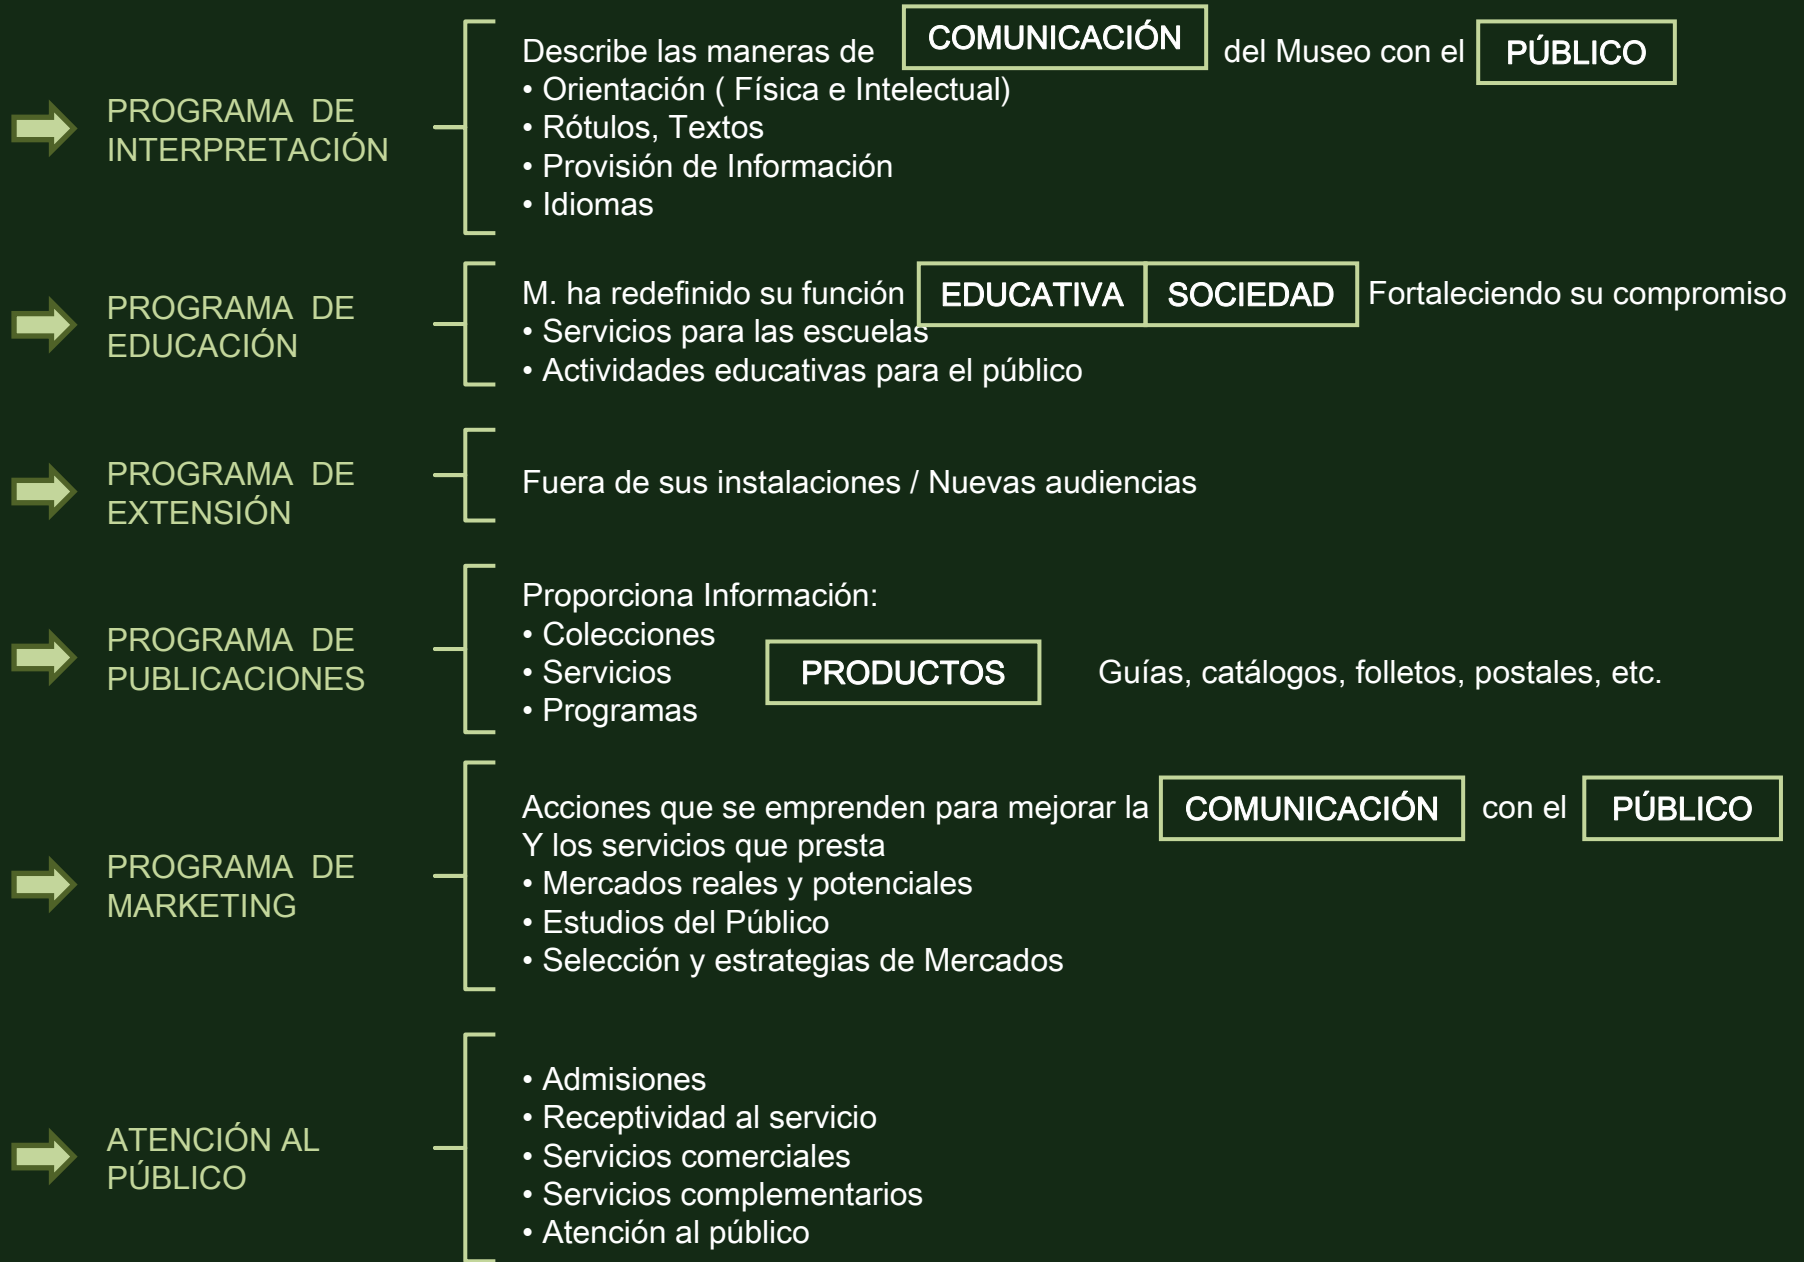 PROGRAMA DE
INTERPRETACIÓN
Describe las maneras de COMUNICACIÓN del Museo con el PÚBLICO
• Orientación ( Física e Intelectual)
• Rótulos, Textos
• Provisión de Información
• Idiomas
PROGRAMA DE
EDUCACIÓN
M. ha redefinido su función EDUCATIVA SOCIEDAD Fortaleciendo su compromiso
• Servicios para las escuelas
• Actividades educativas para el público
PROGRAMA DE
EXTENSIÓN
Fuera de sus instalaciones / Nuevas audiencias
PROGRAMA DE
PUBLICACIONES
Proporciona Información:
• Colecciones
• Servicios
• Programas
PRODUCTOS Guías, catálogos, folletos, postales, etc.
PROGRAMA DE
MARKETING
Acciones que se emprenden para mejorar la COMUNICACIÓN con el PÚBLICO
Y los servicios que presta
• Mercados reales y potenciales
• Estudios del Público
• Selección y estrategias de Mercados
ATENCIÓN AL
PÚBLICO
• Admisiones
• Receptividad al servicio
• Servicios comerciales
• Servicios complementarios
• Atención al público